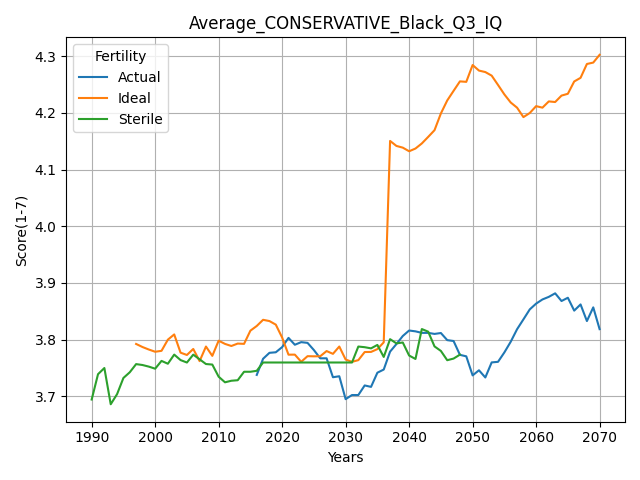 Average_CONSERVATIVE_Black_Q3_IQ
Fertility
Actual
Ideal
Sterile
Score(1-7)
4.3
4.2
4.1
4.0
3.9
3.8
3.7
1990 2000 2010 2020 2030 2040 2050 2060 2070
Years